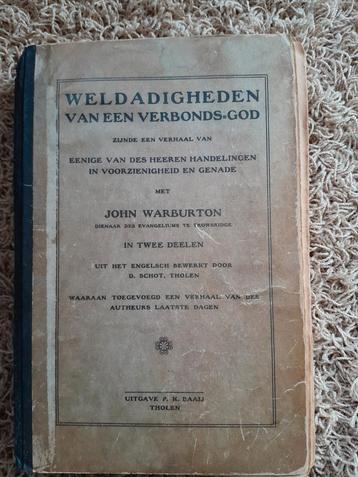 WELDADIGHEDEN
VAN EEN VERBONDS-GOD
ZIJNDE EEN VERHAAL VAN
EENIGE VAN DES HEEREN HANDELINGEN
IN VOORZIENIGHEID EN GENADE
MET
JOHN WARBURTON
DIENAAR DES EVANGELIUMS TE TROWBRIDGE
IN TWEE DEELEN
UIT HET ENGELSCH BEWERKT DOOR
D. SCHOT, THOLEN
WAARAAN TOEGEVOEGD EEN VERHAAL VAN DES
AUTHEURS LAATSTE DAGEN
UITGAVE P. K. BAAIJ
THOLEN